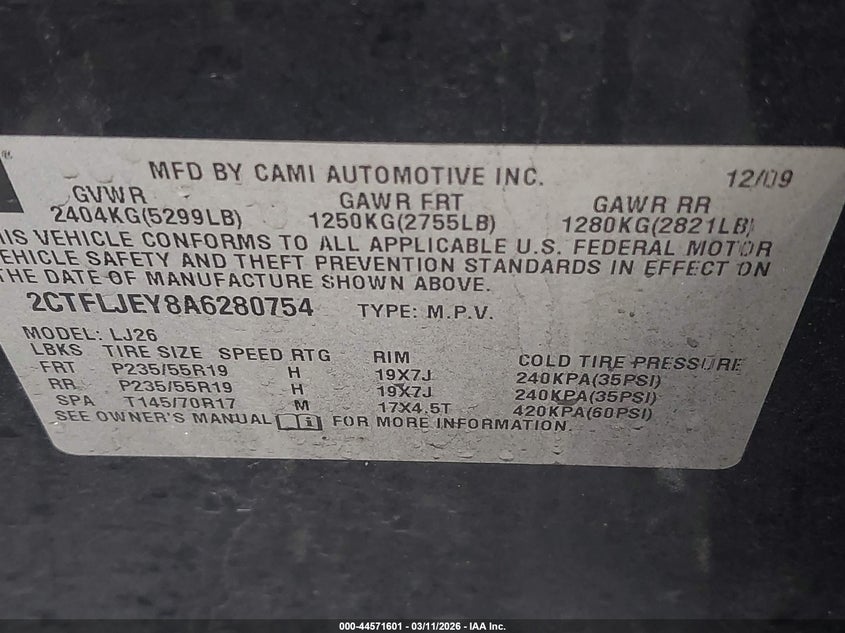 ®
MFD BY CAMI AUTOMOTIVE INC. 12/09
GVWR GAWR FRT GAWR RR
2404KG(5299LB) 1250KG(2755LB) 1280KG(2821LB)
HIS VEHICLE CONFORMS TO ALL APPLICABLE U.S. FEDERAL MOTOR
VEHICLE SAFETY AND THEFT PREVENTION STANDARDS IN EFFECT ON
THE DATE OF MANUFACTURE SHOWN ABOVE.
2CTFLJEY8A6280754 TYPE: M.P.V.
MODEL: LJ26
LBKS TIRE SIZE SPEED RTG RIM COLD TIRE PRESSURE
FRT P235/55R19 H 19X7J 240KPA(35PSI)
RR P235/55R19 H 19X7J 240KPA(35PSI)
SPA T145/70R17 M 17X4.5T 420KPA(60PSI)
SEE OWNER'S MANUAL FOR MORE INFORMATION.
000-44571601 - 03/11/2026 - IAA Inc.